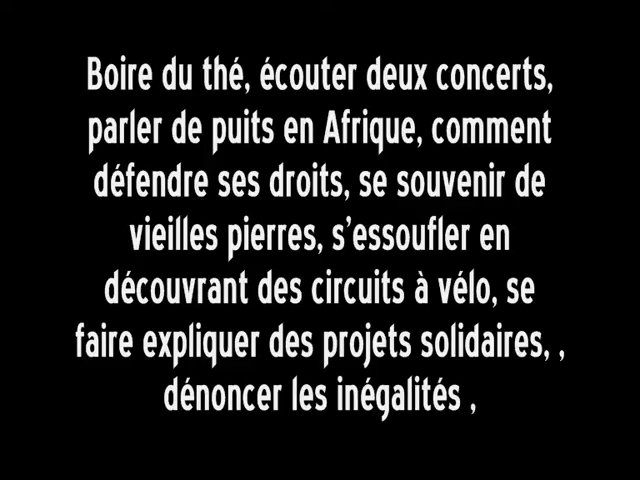 Boire du thé, écouter deux concerts,
parler de puits en Afrique, comment
défendre ses droits, se souvenir de
vieilles pierres, s'essoufler en
découvrant des circuits à vélo, se
faire expliquer des projets solidaires, ,
dénoncer les inégalités ,